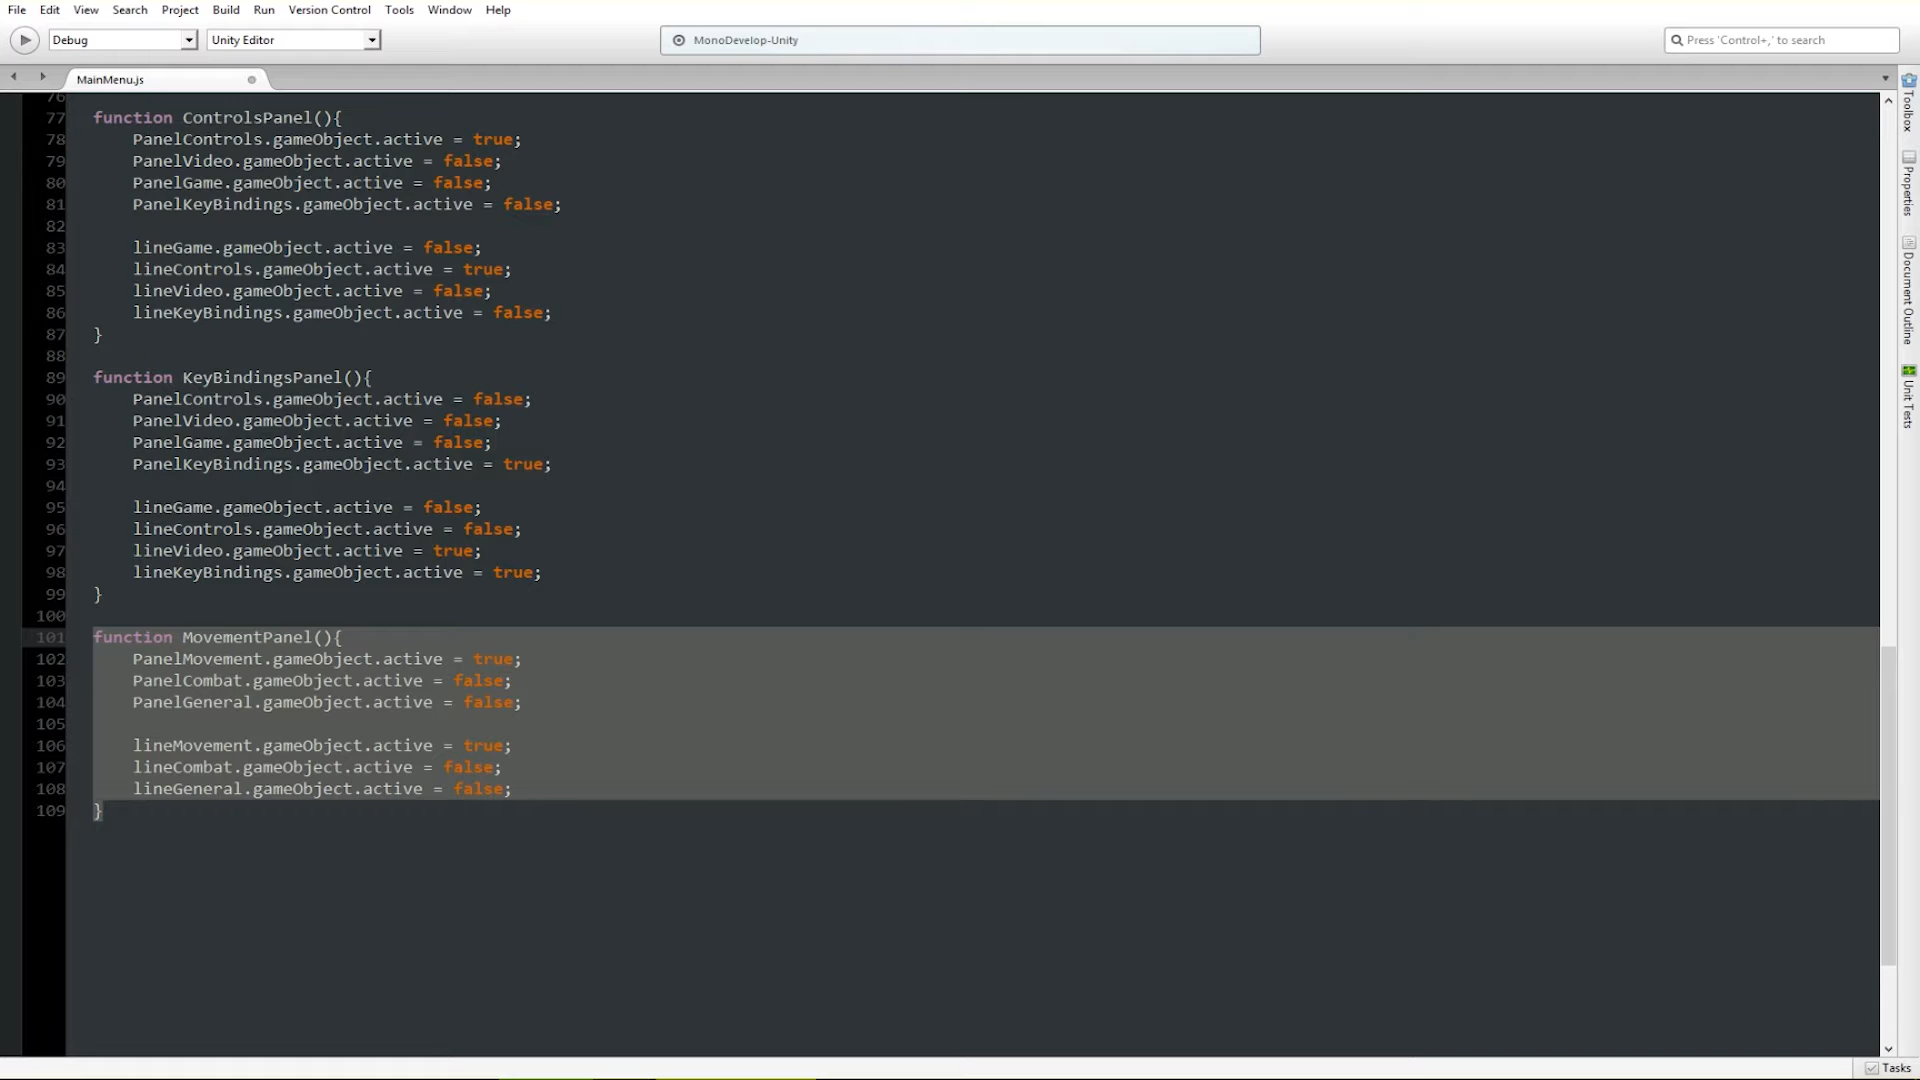 File Edit View Search Project Build Run Version Control Tools Window Help
Debug Unity Editor MonoDevelop-Unity Press 'Control+,' to search
MainMenu.js
76
77 function ControlsPanel(){
78 PanelControls.gameObject.active = true;
79 PanelVideo.gameObject.active = false;
80 PanelGame.gameObject.active = false;
81 PanelKeyBindings.gameObject.active = false;
82
83 lineGame.gameObject.active = false;
84 lineControls.gameObject.active = true;
85 lineVideo.gameObject.active = false;
86 lineKeyBindings.gameObject.active = false;
87 }
88
89 function KeyBindingsPanel(){
90 PanelControls.gameObject.active = false;
91 PanelVideo.gameObject.active = false;
92 PanelGame.gameObject.active = false;
93 PanelKeyBindings.gameObject.active = true;
94
95 lineGame.gameObject.active = false;
96 lineControls.gameObject.active = false;
97 lineVideo.gameObject.active = true;
98 lineKeyBindings.gameObject.active = true;
99 }
100
101 function MovementPanel(){
102 PanelMovement.gameObject.active = true;
103 PanelCombat.gameObject.active = false;
104 PanelGeneral.gameObject.active = false;
105
106 lineMovement.gameObject.active = true;
107 lineCombat.gameObject.active = false;
108 lineGeneral.gameObject.active = false;
109 }
Toolbox
Properties
Document Outline
Unit Tests
Tasks